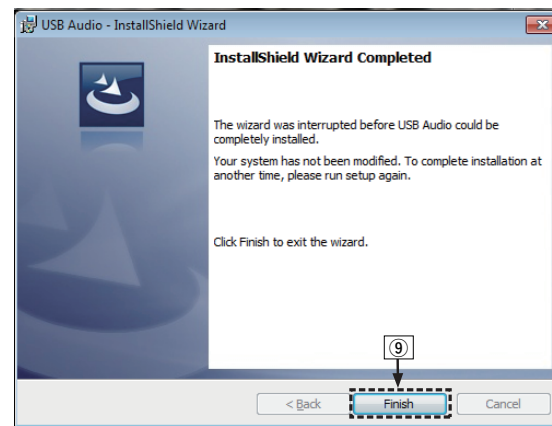 USB Audio - InstallShield Wizard
InstallShield Wizard Completed
The wizard was interrupted before USB Audio could be
completely installed.
Your system has not been modified. To complete installation at
another time, please run setup again.
Click Finish to exit the wizard.
⑨
< Back Finish Cancel